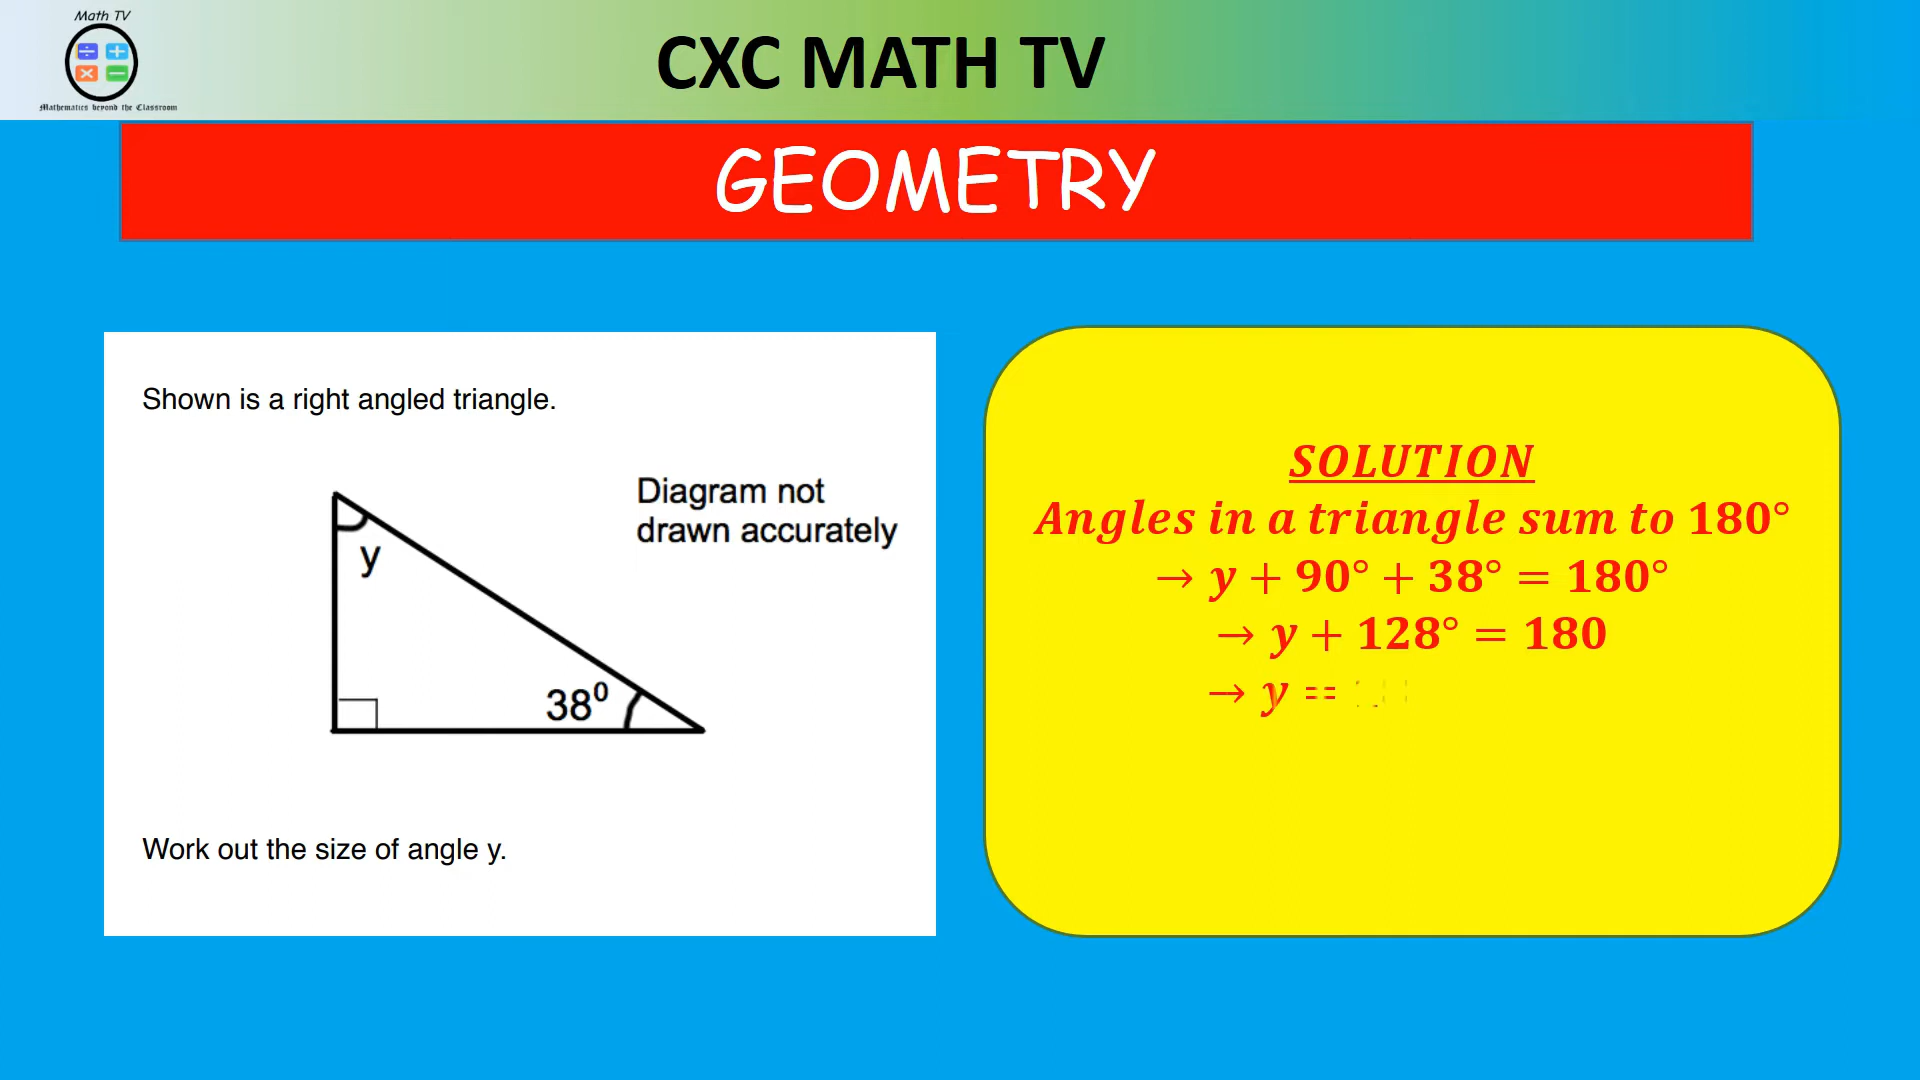 Math TV
Mathematics beyond the Classroom
CXC MATH TV
GEOMETRY
Shown is a right angled triangle.
Diagram not
drawn accurately
y
38⁰
Work out the size of angle y.
SOLUTION
Angles in a triangle sum to 180°
→ y + 90° + 38° = 180°
→ y + 128° = 180
→ y =